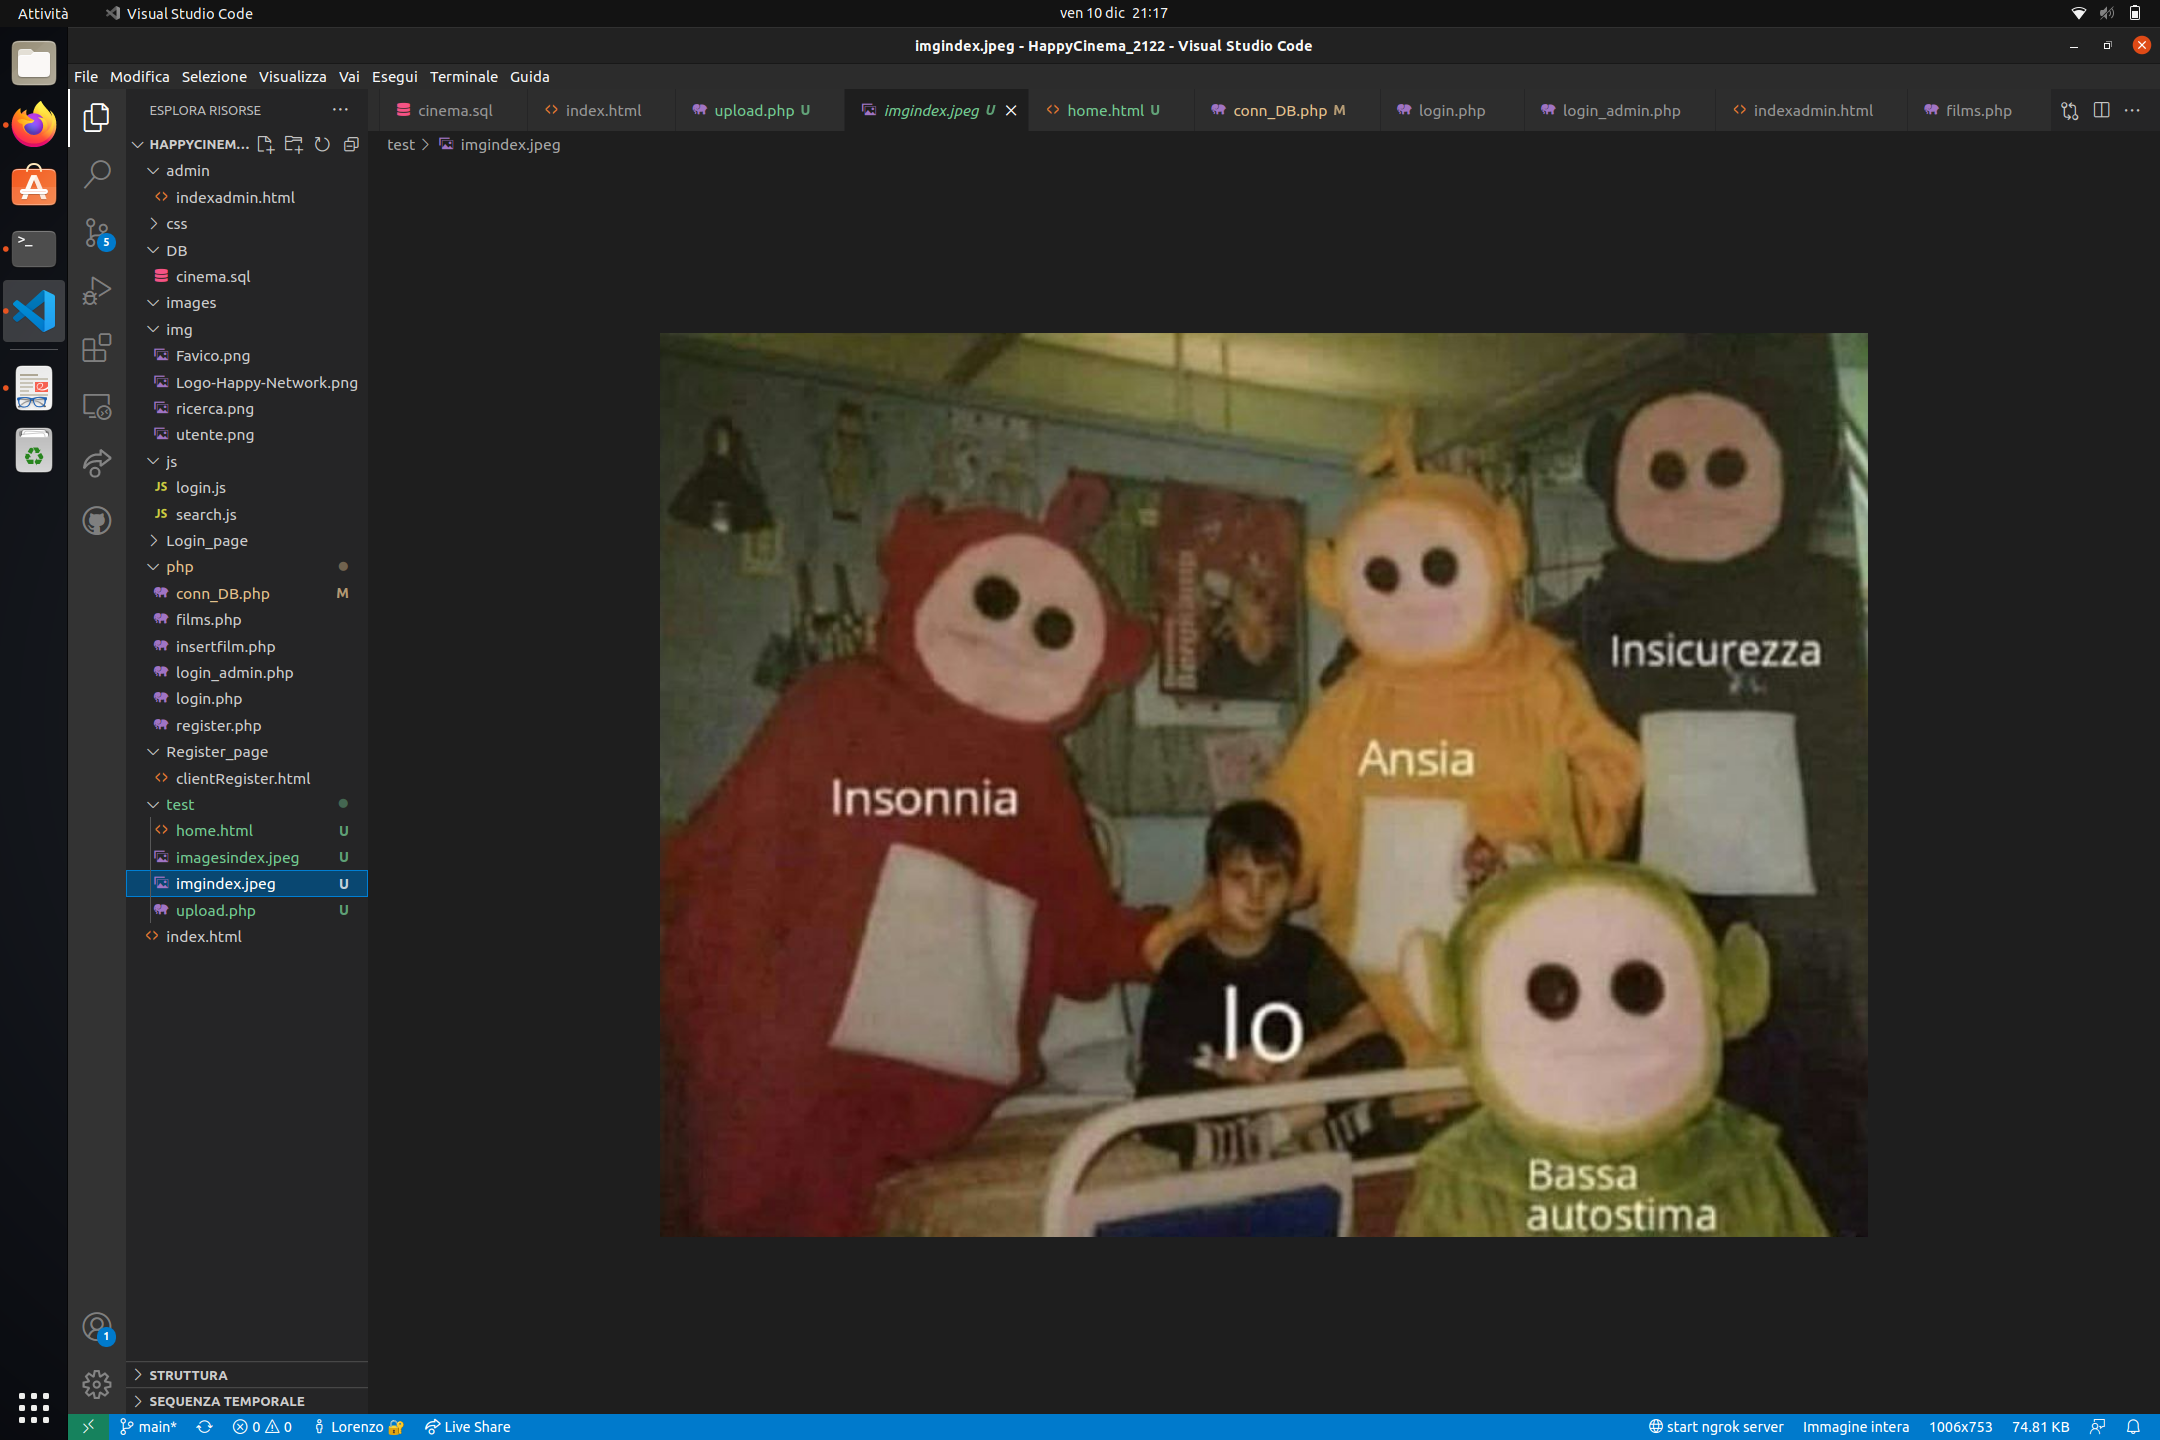 Attività
Visual Studio Code
ven 10 dic 21:17
imgindex.jpeg - HappyCinema_2122 - Visual Studio Code
File Modifica Selezione Visualizza Vai Esegui Terminale Guida
ESPLORA RISORSE
cinema.sql
index.html
upload.php U
imgindex.jpeg U
home.html U
conn_DB.php M
login.php
login_admin.php
indexadmin.html
films.php
HAPPYCINEM...
test > imgindex.jpeg
admin
indexadmin.html
css
DB
cinema.sql
images
img
Favico.png
Logo-Happy-Network.png
ricerca.png
utente.png
js
JS login.js
JS search.js
Login_page
php
conn_DB.php M
films.php
insertfilm.php
login_admin.php
login.php
register.php
Register_page
clientRegister.html
test
home.html U
imagesindex.jpeg U
imgindex.jpeg U
upload.php U
index.html
5
Insicurezza
Ansia
Insonnia
Io
Bassa
autostima
1
STRUTTURA
SEQUENZA TEMPORALE
main* 0 0 Lorenzo Live Share
start ngrok server Immagine intera 1006x753 74.81 KB